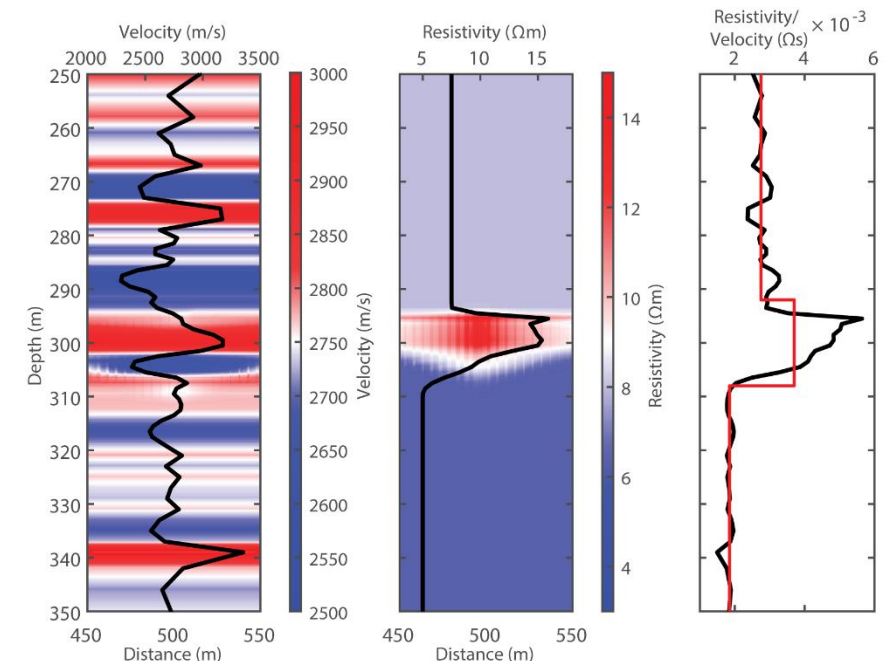 Velocity (m/s)
2000 2500 3000 3500
Resistivity (Ωm)
5 10 15
Resistivity/
Velocity (Ωs) × 10⁻³
2 4 6
Depth (m)
250
260
270
280
290
300
310
320
330
340
350
450 500 550
Distance (m)
3000
2950
2900
2850
2800
2750
2700
2650
2600
2550
2500
Velocity (m/s)
450 500 550
Distance (m)
14
12
10
8
6
4
Resistivity (Ωm)